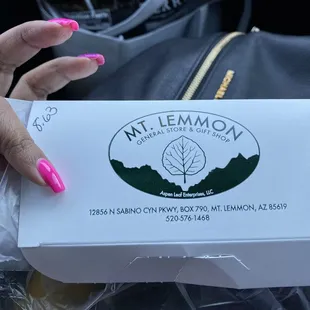 8.63
MT. LEMMON
GENERAL STORE & GIFT SHOP
Aspen Leaf Enterprises, LLC
12856 N SABINO CYN PKWY, BOX 790, MT. LEMMON, AZ 85619
520-576-1468